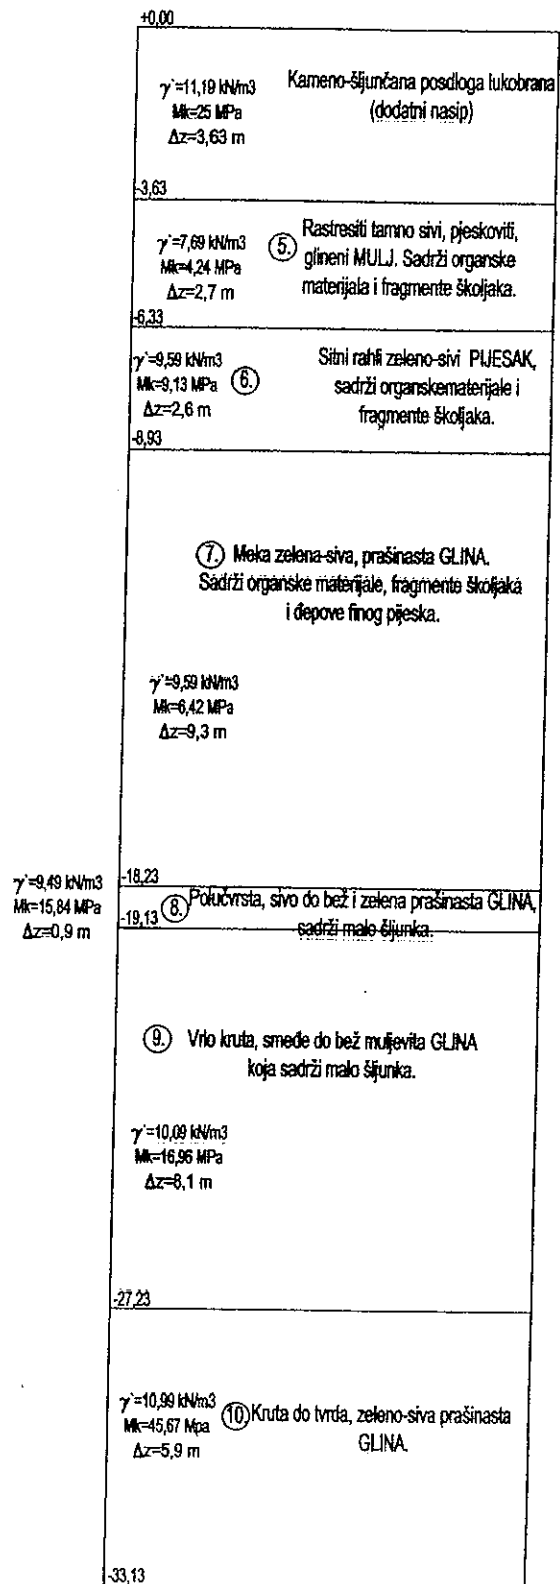 +0,00
γ`=11,19 kN/m3
Mk=25 MPa
Δz=3,63 m
Kameno-šljunčana posdloga lukobrana
(dodatni nasip)
-3,63
γ`=7,69 kN/m3
Mk=4,24 MPa
Δz=2,7 m
5.
Rastresiti tamno sivi, pjeskoviti,
glineni MULJ. Sadrži organske
materijala i fragmente školjaka.
-6,33
γ`=9,59 kN/m3
Mk=9,13 MPa
Δz=2,6 m
6.
Sitni rahli zeleno-sivi PIJESAK,
sadrži organskematerijale i
fragmente školjaka.
-8,93
7. Meka zelena-siva, prašinasta GLINA.
Sadrži organske materijale, fragmente školjaka
i depove finog pijeska.
γ`=9,59 kN/m3
Mk=6,42 MPa
Δz=9,3 m
-18,23
γ`=9,49 kN/m3
Mk=15,84 MPa
Δz=0,9 m
8. Polučvrsta, sivo do bež i zelena prašinasta GLINA,
sadrži malo šljunka.
-19,13
9. Vrlo kruta, smeđe do bež muljevita GLINA
koja sadrži malo šljunka.
γ`=10,09 kN/m3
Mk=16,96 MPa
Δz=8,1 m
-27,23
γ`=10,99 kN/m3
Mk=45,67 Mpa
Δz=5,9 m
10. Kruta do tvrda, zeleno-siva prašinasta
GLINA.
-33,13